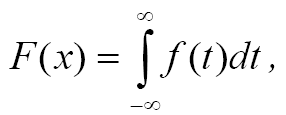 F(x) = ∫_{-∞}^{∞} f(t)dt ,